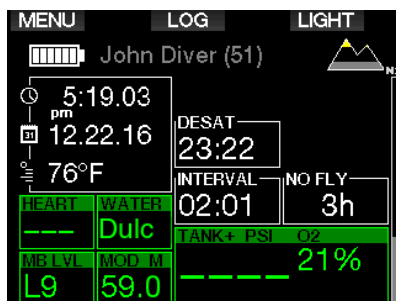 MENU LOG LIGHT
John Diver (51)
5:19.03
pm
31 12.22.16
76°F
DESAT
23:22
INTERVAL NO FLY
02:01 3h
HEART WATER
--- Dulc
TANK+ PSI O2
---- 21%
MB LVL MOD M
L9 59.0